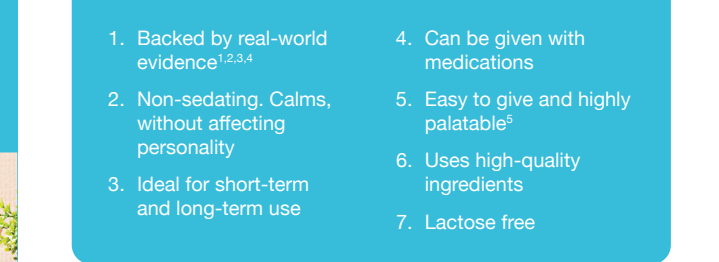 1. Backed by real-world
evidence1,2,3,4
2. Non-sedating. Calms,
without affecting
personality
3. Ideal for short-term
and long-term use
4. Can be given with
medications
5. Easy to give and highly
palatable5
6. Uses high-quality
ingredients
7. Lactose free